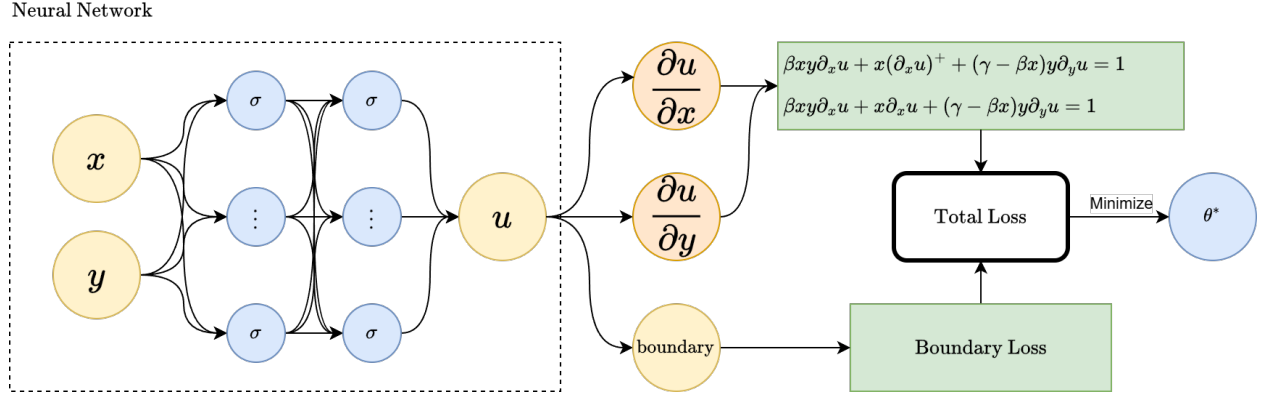 Neural Network
x
y
σ
⋮
σ
σ
⋮
σ
u
∂u/∂x
∂u/∂y
boundary
βxy∂ₓu + x(∂ₓu)⁺ + (γ − βx)y∂ᵧu = 1
βxy∂ₓu + x∂ₓu + (γ − βx)y∂ᵧu = 1
Total Loss
Boundary Loss
Minimize
θ*